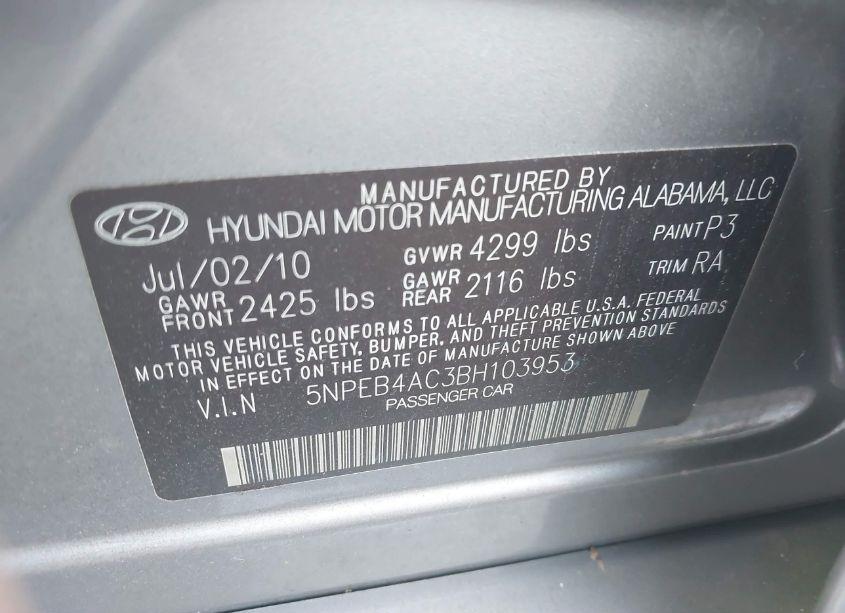 MANUFACTURED BY
HYUNDAI MOTOR MANUFACTURING ALABAMA, LLC
Jul/02/10 GVWR 4299 lbs PAINT P3
GAWR FRONT 2425 lbs GAWR REAR 2116 lbs TRIM RA
THIS VEHICLE CONFORMS TO ALL APPLICABLE U.S.A. FEDERAL
MOTOR VEHICLE SAFETY, BUMPER, AND THEFT PREVENTION STANDARDS
IN EFFECT ON THE DATE OF MANUFACTURE SHOWN ABOVE
V.I.N 5NPEB4AC3BH103953
PASSENGER CAR